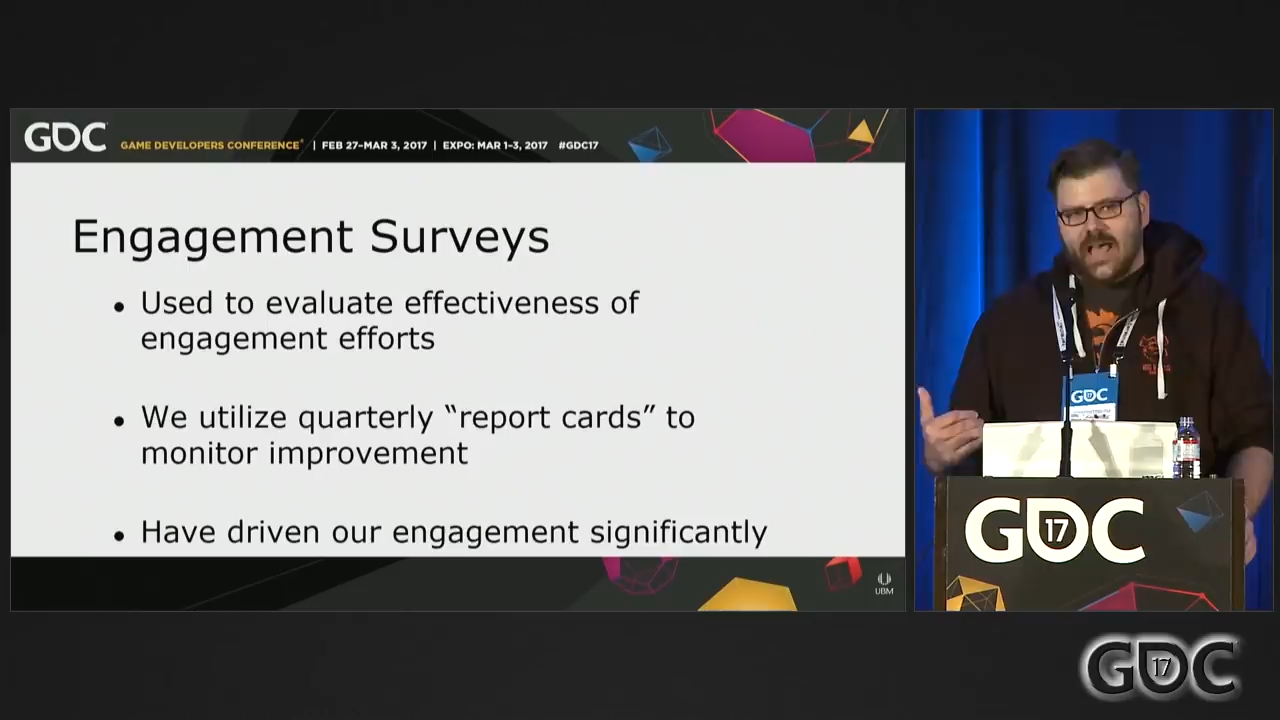 GDC
GAME DEVELOPERS CONFERENCE® | FEB 27–MAR 3, 2017 | EXPO: MAR 1–3, 2017 #GDC17
Engagement Surveys
• Used to evaluate effectiveness of
engagement efforts
• We utilize quarterly “report cards” to
monitor improvement
• Have driven our engagement significantly
UBM
GDC
GDC
17
GDC
17